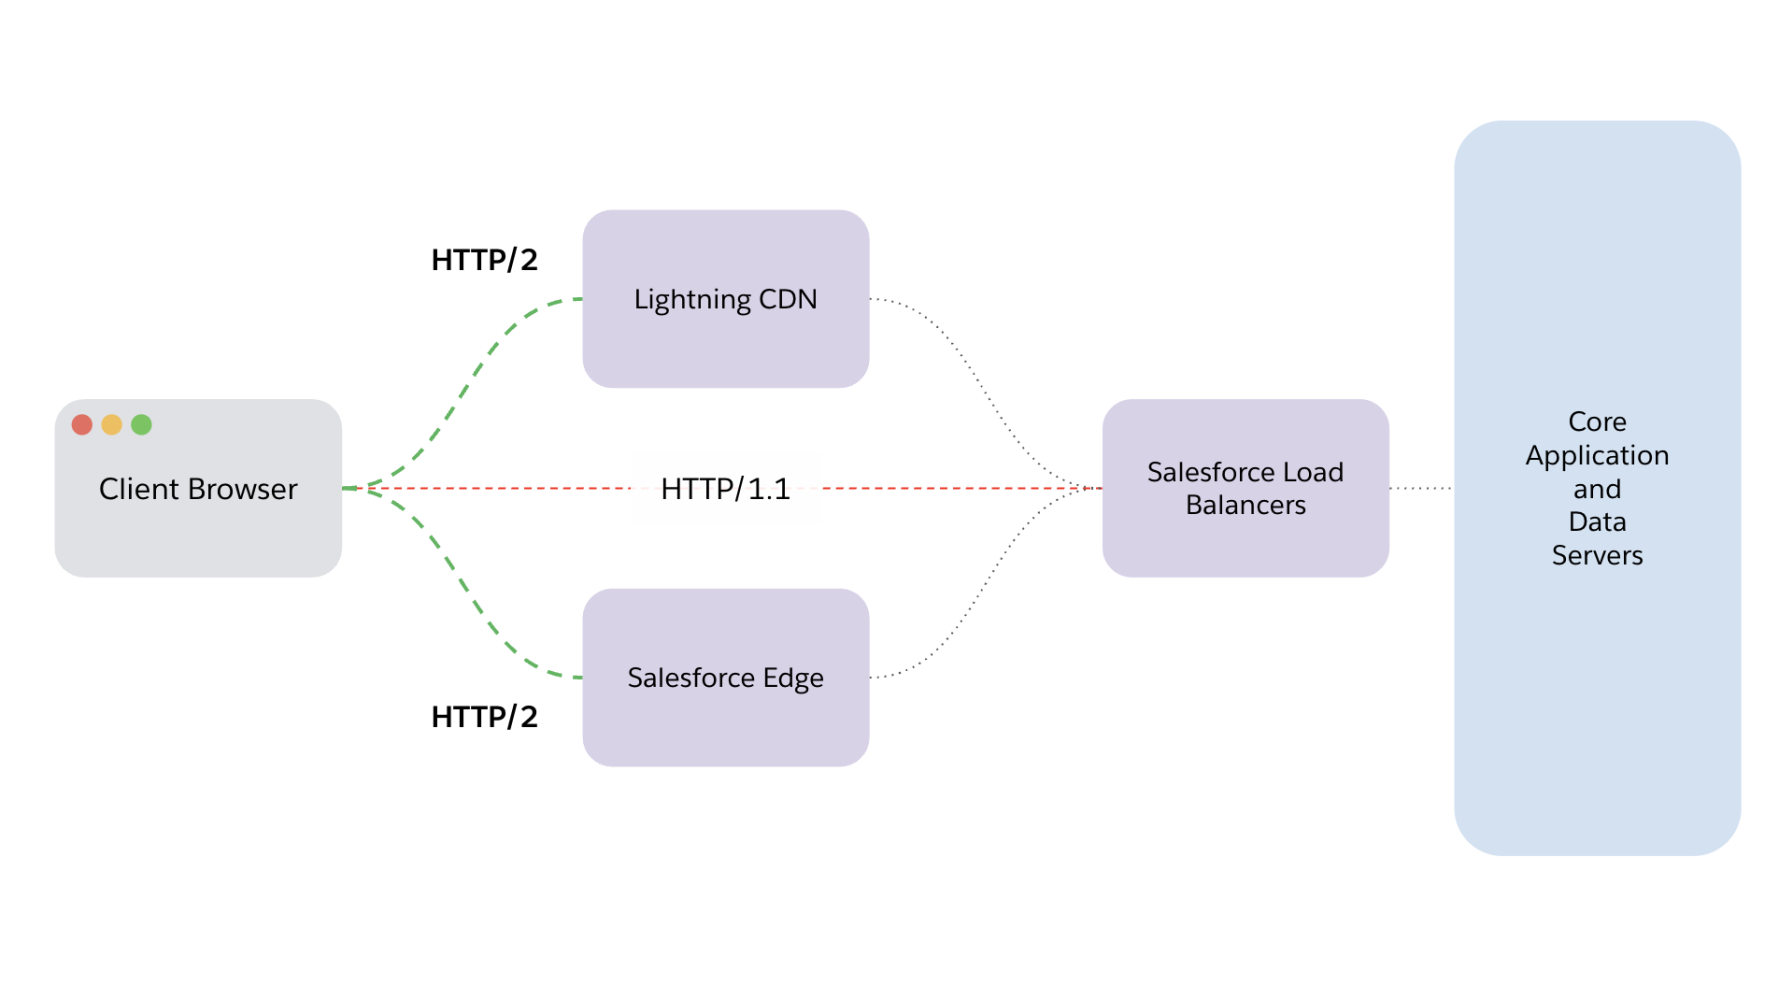 HTTP/2
Lightning CDN
Client Browser
HTTP/1.1
Salesforce Load
Balancers
Core
Application
and
Data
Servers
Salesforce Edge
HTTP/2